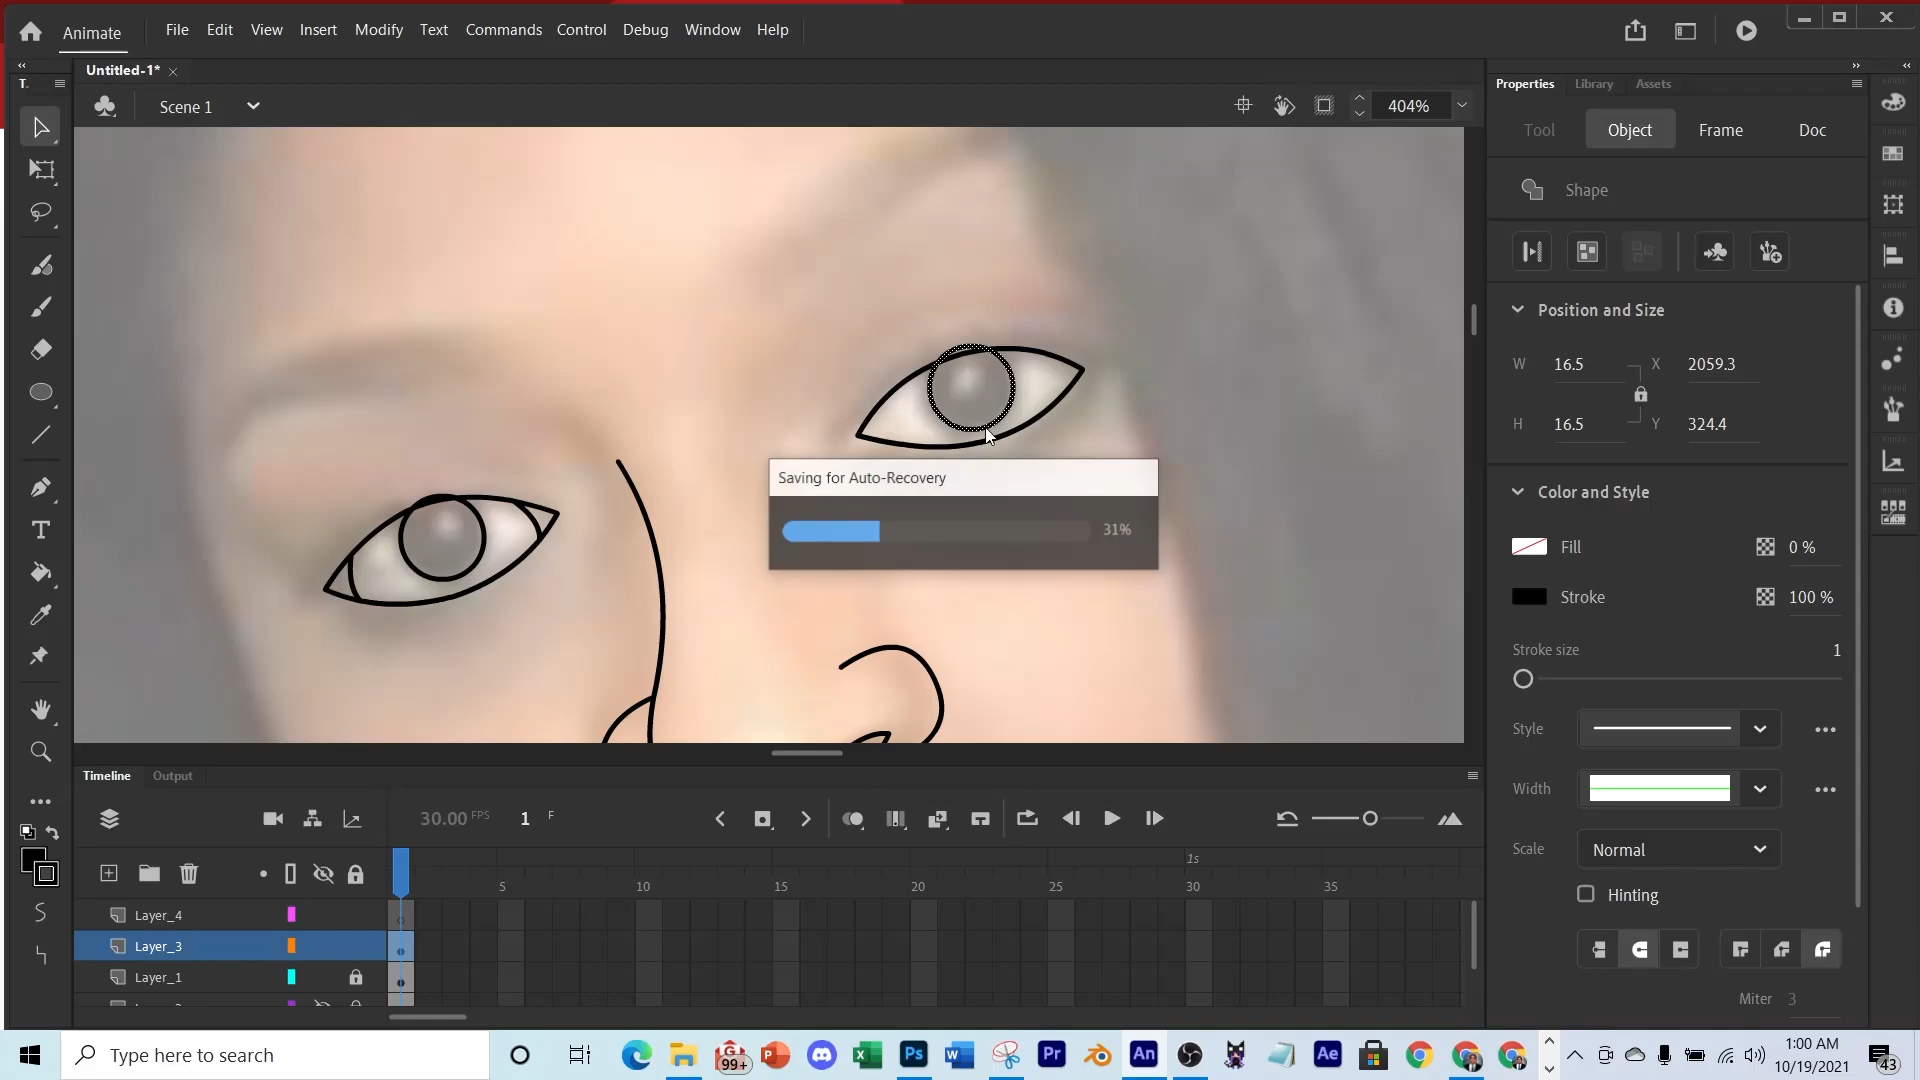 Animate File Edit View Insert Modify Text Commands Control Debug Window Help
T. Untitled-1* Properties Library Assets
Scene 1 404%
Tool Object Frame Doc
Shape
Position and Size
W 16.5 X 2059.3
H 16.5 Y 324.4
Saving for Auto-Recovery
31%
Color and Style
Fill 0 %
Stroke 100 %
Stroke size 1
Style
Width
Scale Normal
Hinting
Miter 3
Timeline Output
30.00 FPS 1 F
1s
5 10 15 20 25 30 35
Layer_4
Layer_3
Layer_1
Type here to search
99+
1:00 AM
10/19/2021
43